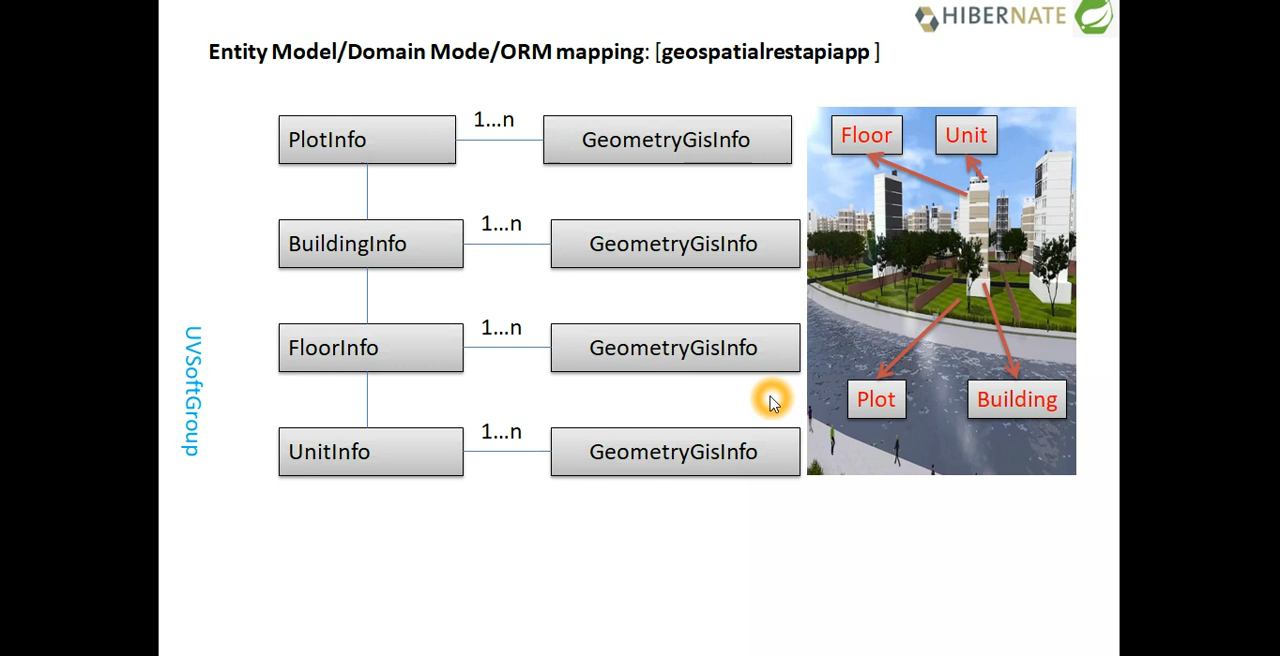 HIBERNATE
Entity Model/Domain Mode/ORM mapping: [geospatialrestapiapp ]
PlotInfo
1...n
GeometryGisInfo
Floor
Unit
BuildingInfo
1...n
GeometryGisInfo
FloorInfo
1...n
GeometryGisInfo
Plot
Building
UnitInfo
1...n
GeometryGisInfo
UVSoftGroup